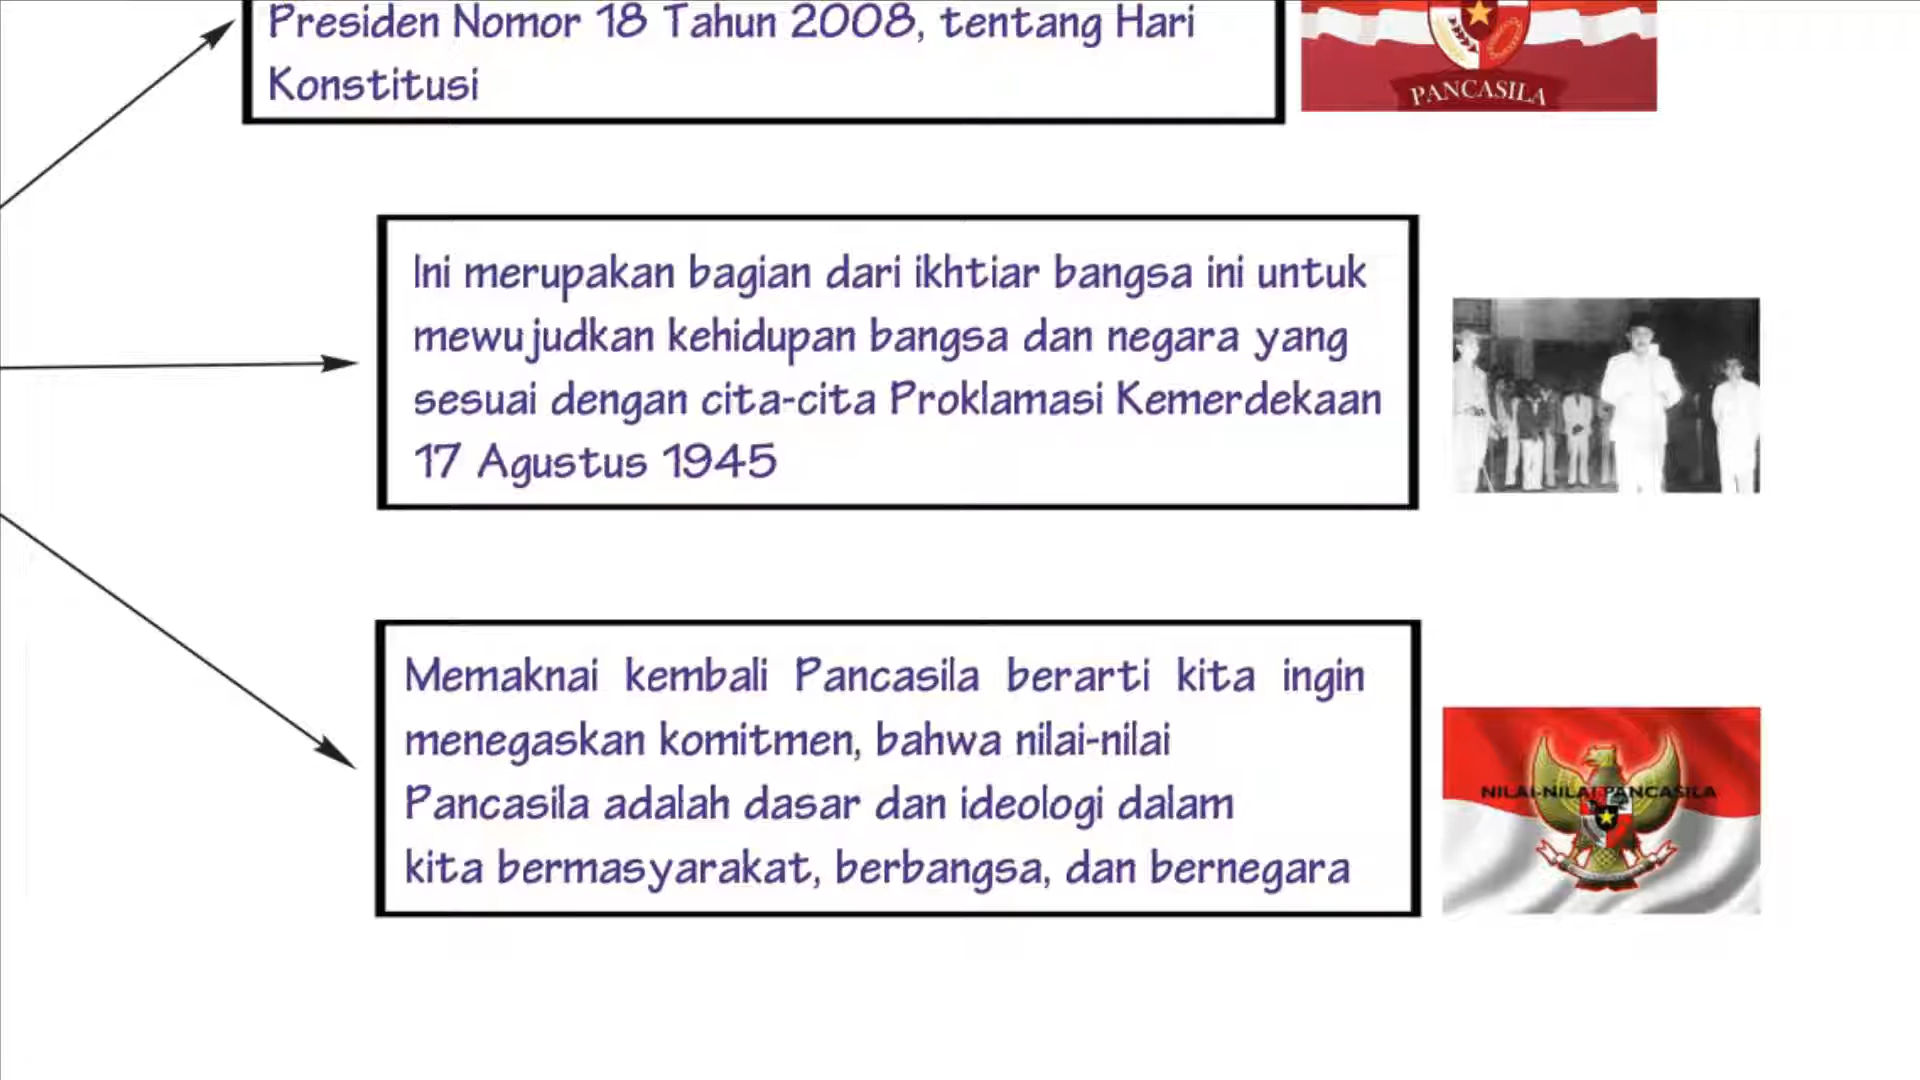 Presiden Nomor 18 Tahun 2008, tentang Hari
Konstitusi
PANCASILA
Ini merupakan bagian dari ikhtiar bangsa ini untuk
mewujudkan kehidupan bangsa dan negara yang
sesuai dengan cita-cita Proklamasi Kemerdekaan
17 Agustus 1945
Memaknai kembali Pancasila berarti kita ingin
menegaskan komitmen, bahwa nilai-nilai
Pancasila adalah dasar dan ideologi dalam
kita bermasyarakat, berbangsa, dan bernegara
NILAI-NILAI PANCASILA